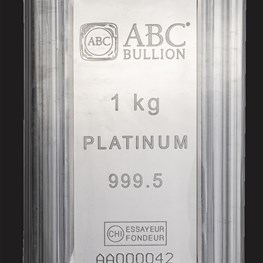 ABC
ABC®
BULLION
1 kg
PLATINUM
999.5
CHI ESSAYEUR
FONDEUR
AA000042